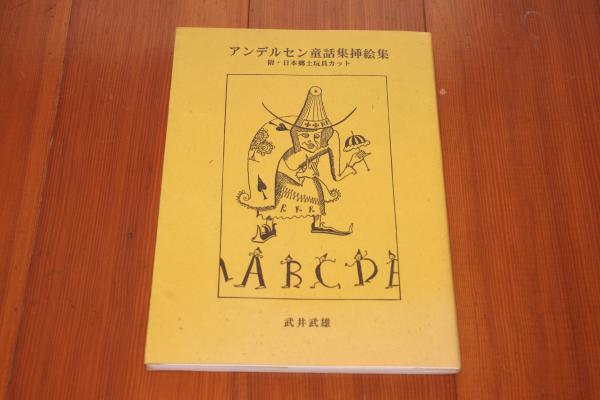 アンデルセン童話集挿絵集
附・日本郷土玩具カット
ABCDE
武井武雄